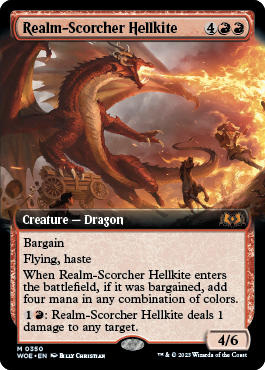 Realm-Scorcher Hellkite 4
Creature — Dragon
Bargain
Flying, haste
When Realm-Scorcher Hellkite enters
the battlefield, if it was bargained, add
four mana in any combination of colors.
1 : Realm-Scorcher Hellkite deals 1
damage to any target.
4/6
M 0350
WOE • EN Billy Christian
™ & © 2023 Wizards of the Coast